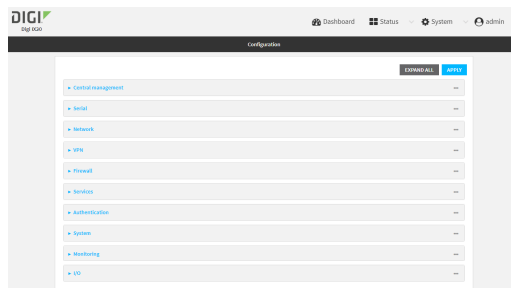 DIGI
Digi IX20
Dashboard
Status
System
admin
Configuration
EXPAND ALL
APPLY
Central management
Serial
Network
VPN
Firewall
Services
Authentication
System
Monitoring
I/O